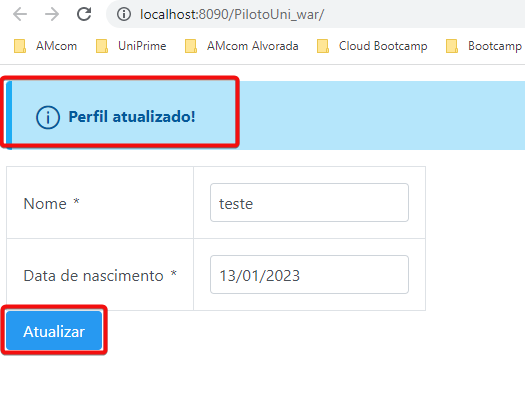 localhost:8090/PilotoUni_war/
AMcom UniPrime AMcom Alvorada Cloud Bootcamp Bootcamp
Perfil atualizado!
Nome * teste
Data de nascimento * 13/01/2023
Atualizar